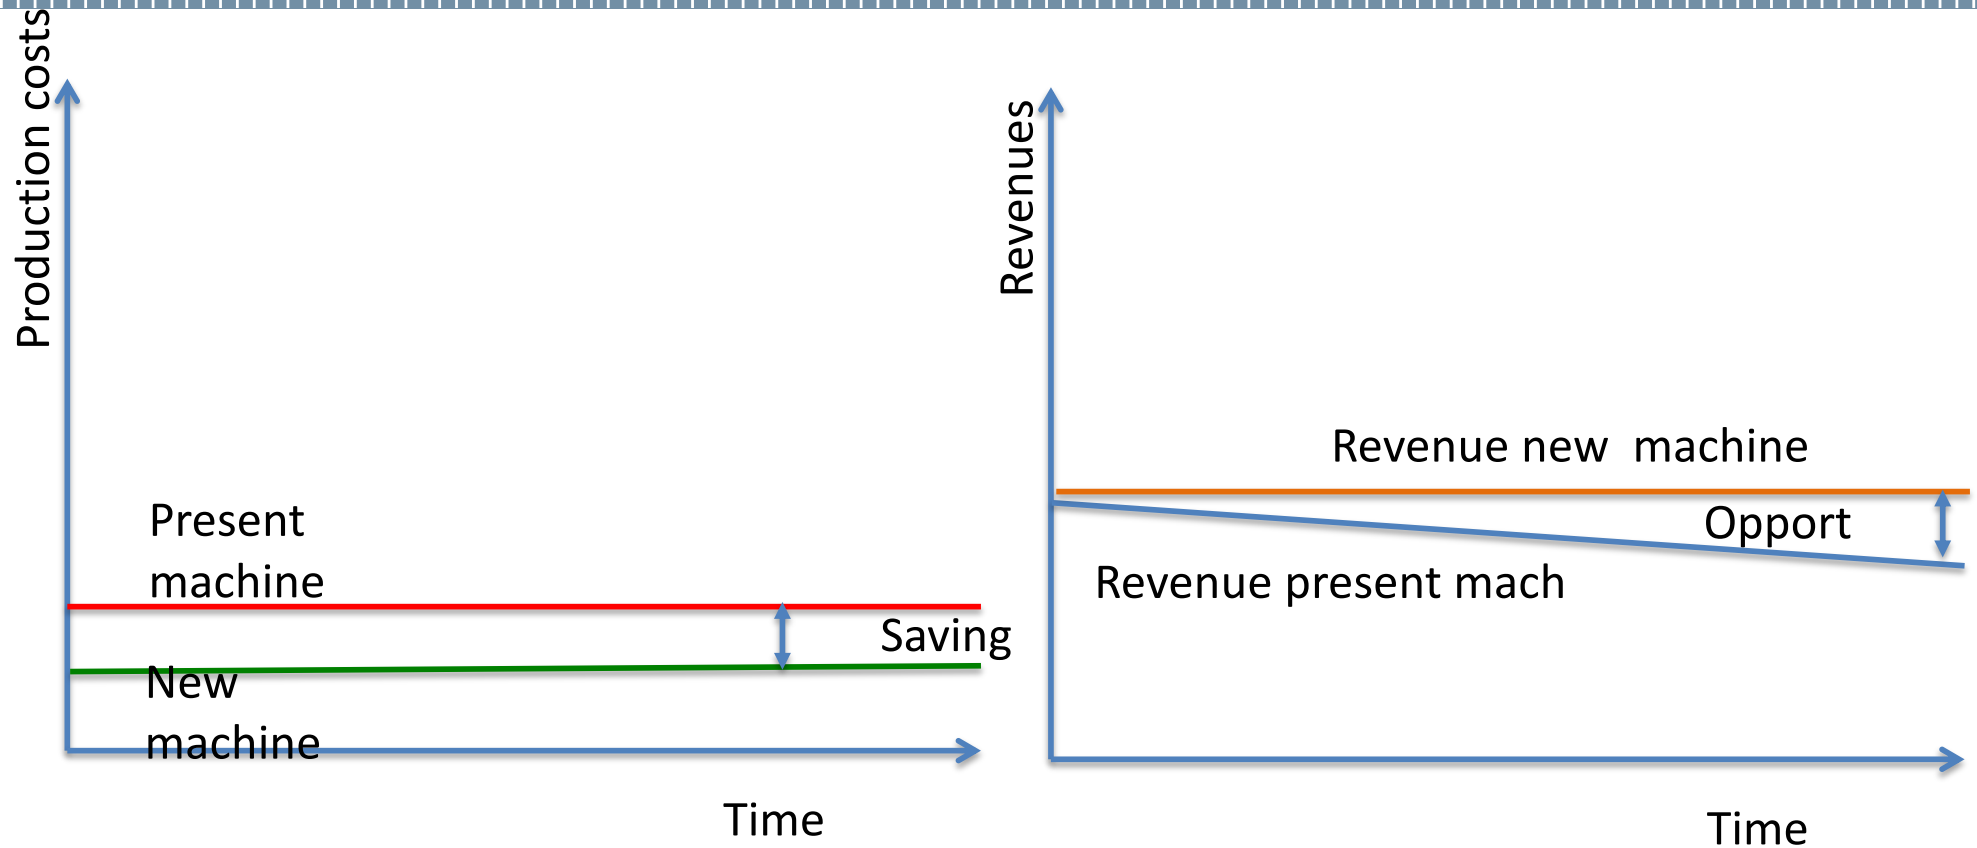 Production costs
Present
machine
Saving
New
machine
Time
Revenues
Revenue new  machine
Opport
Revenue present mach
Time